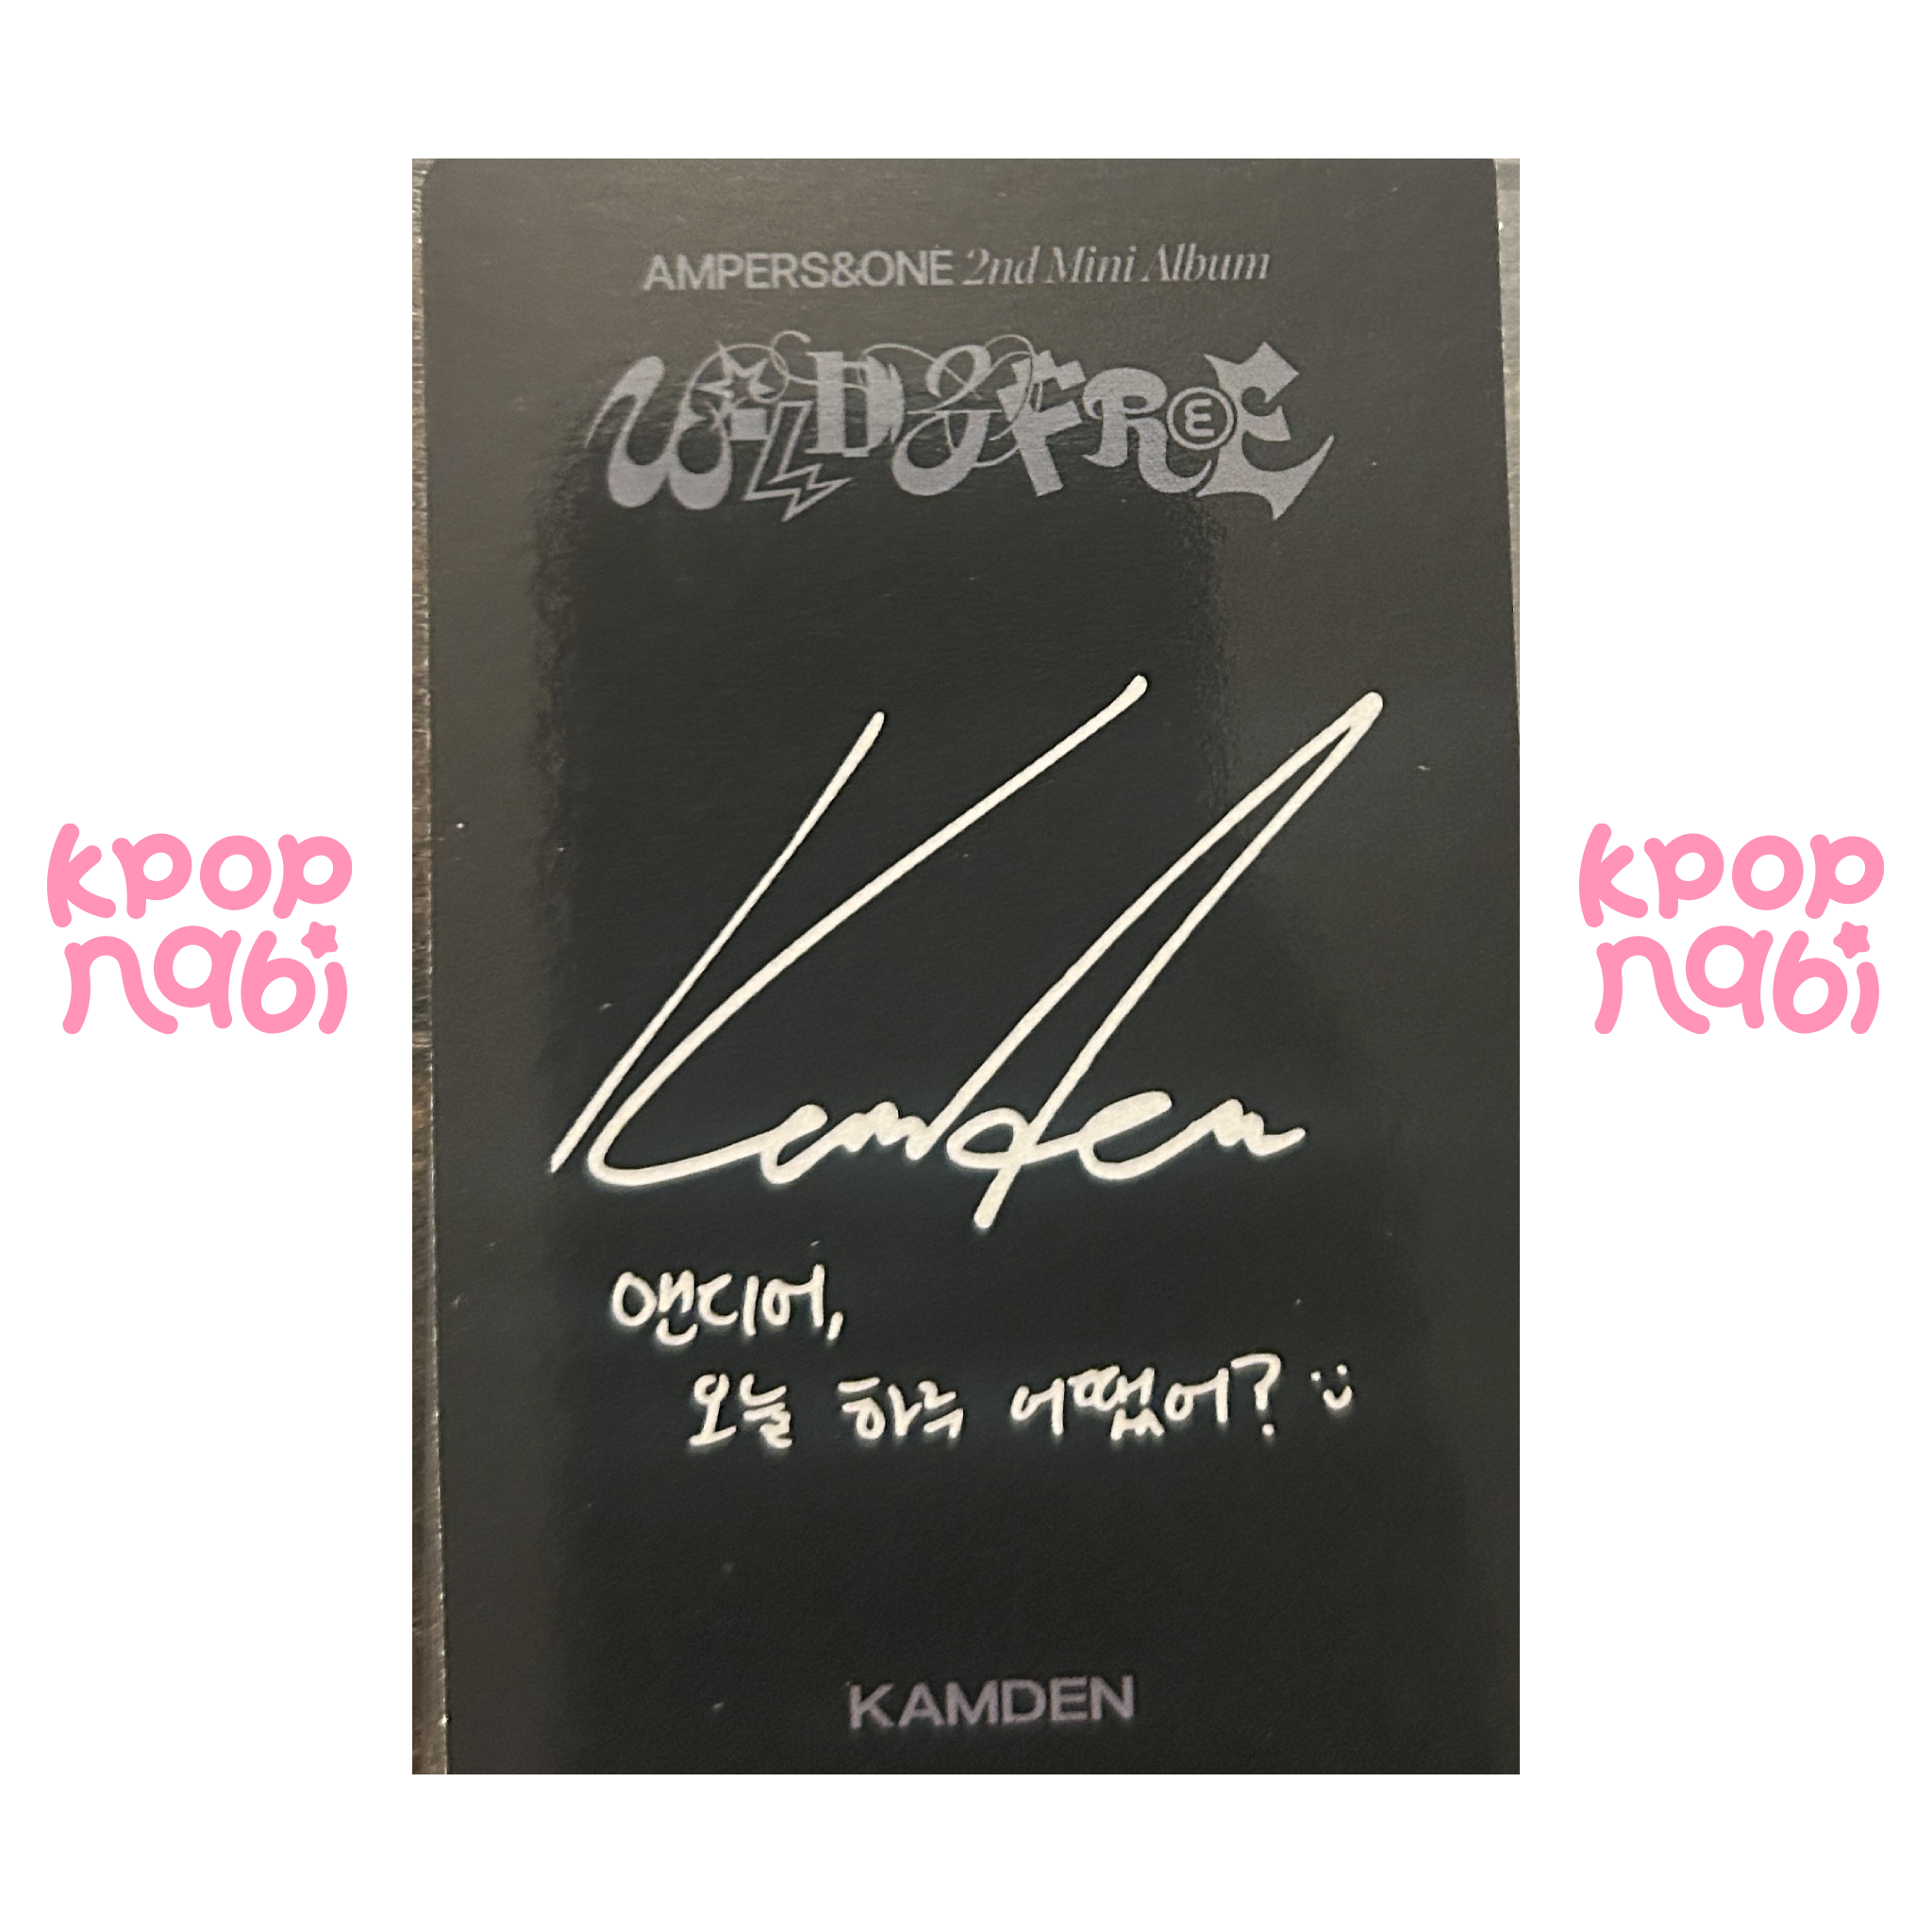 AMPERS&ONE 2nd Mini Album
WILD & FREE
Kamden
앤디어,
오늘 하루 어땠어? :)
KAMDEN
kpop
nabi
kpop
nabi